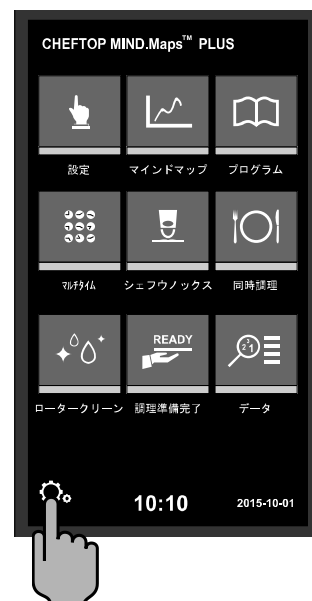 CHEFTOP MIND.Maps™ PLUS
設定 マインドマップ プログラム
マルチタイム シェフウノックス 同時調理
READY
ロータークリーン 調理準備完了 データ
10:10 2015-10-01